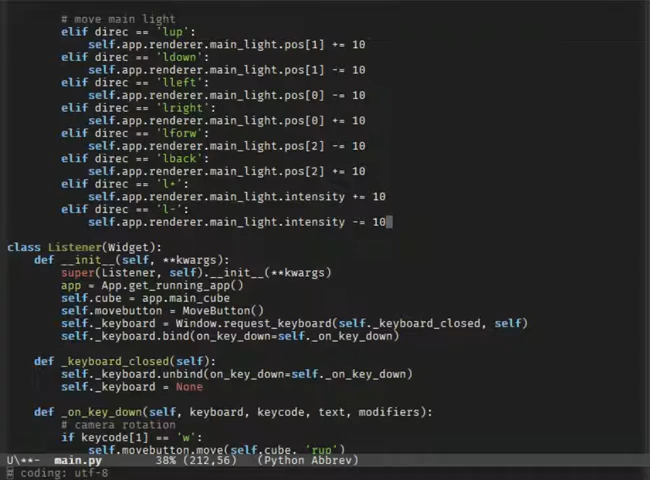 # move main light
elif direc == 'lup':
self.app.renderer.main_light.pos[1] += 10
elif direc == 'ldown':
self.app.renderer.main_light.pos[1] -= 10
elif direc == 'lleft':
self.app.renderer.main_light.pos[0] -= 10
elif direc == 'lright':
self.app.renderer.main_light.pos[0] += 10
elif direc == 'lforw':
self.app.renderer.main_light.pos[2] -= 10
elif direc == 'lback':
self.app.renderer.main_light.pos[2] += 10
elif direc == 'l+':
self.app.renderer.main_light.intensity += 10
elif direc == 'l-':
self.app.renderer.main_light.intensity -= 10
class Listener(Widget):
def __init__(self, **kwargs):
super(Listener, self).__init__(**kwargs)
app = App.get_running_app()
self.cube = app.main_cube
self.movebutton = MoveButton()
self._keyboard = Window.request_keyboard(self._keyboard_closed, self)
self._keyboard.bind(on_key_down=self._on_key_down)
def _keyboard_closed(self):
self._keyboard.unbind(on_key_down=self._on_key_down)
self._keyboard = None
def _on_key_down(self, keyboard, keycode, text, modifiers):
# camera rotation
if keycode[1] == 'w':
self.movebutton.move(self.cube, 'rup')
U\**- main.py 38% (212,56) (Python Abbrev)
# coding: utf-8